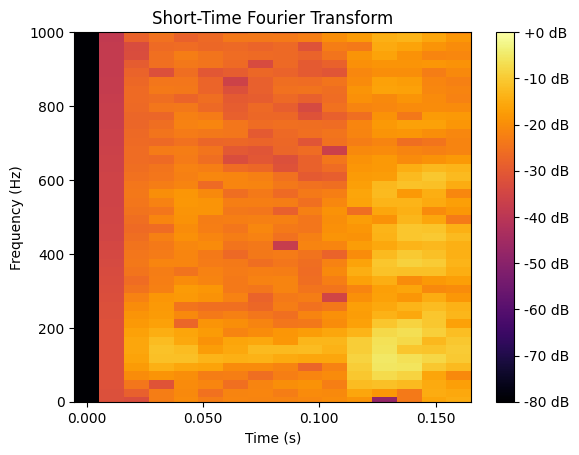 Short-Time Fourier Transform
1000
800
600
400
200
0
Frequency (Hz)
0.000
0.050
0.100
0.150
Time (s)
+0 dB
-10 dB
-20 dB
-30 dB
-40 dB
-50 dB
-60 dB
-70 dB
-80 dB